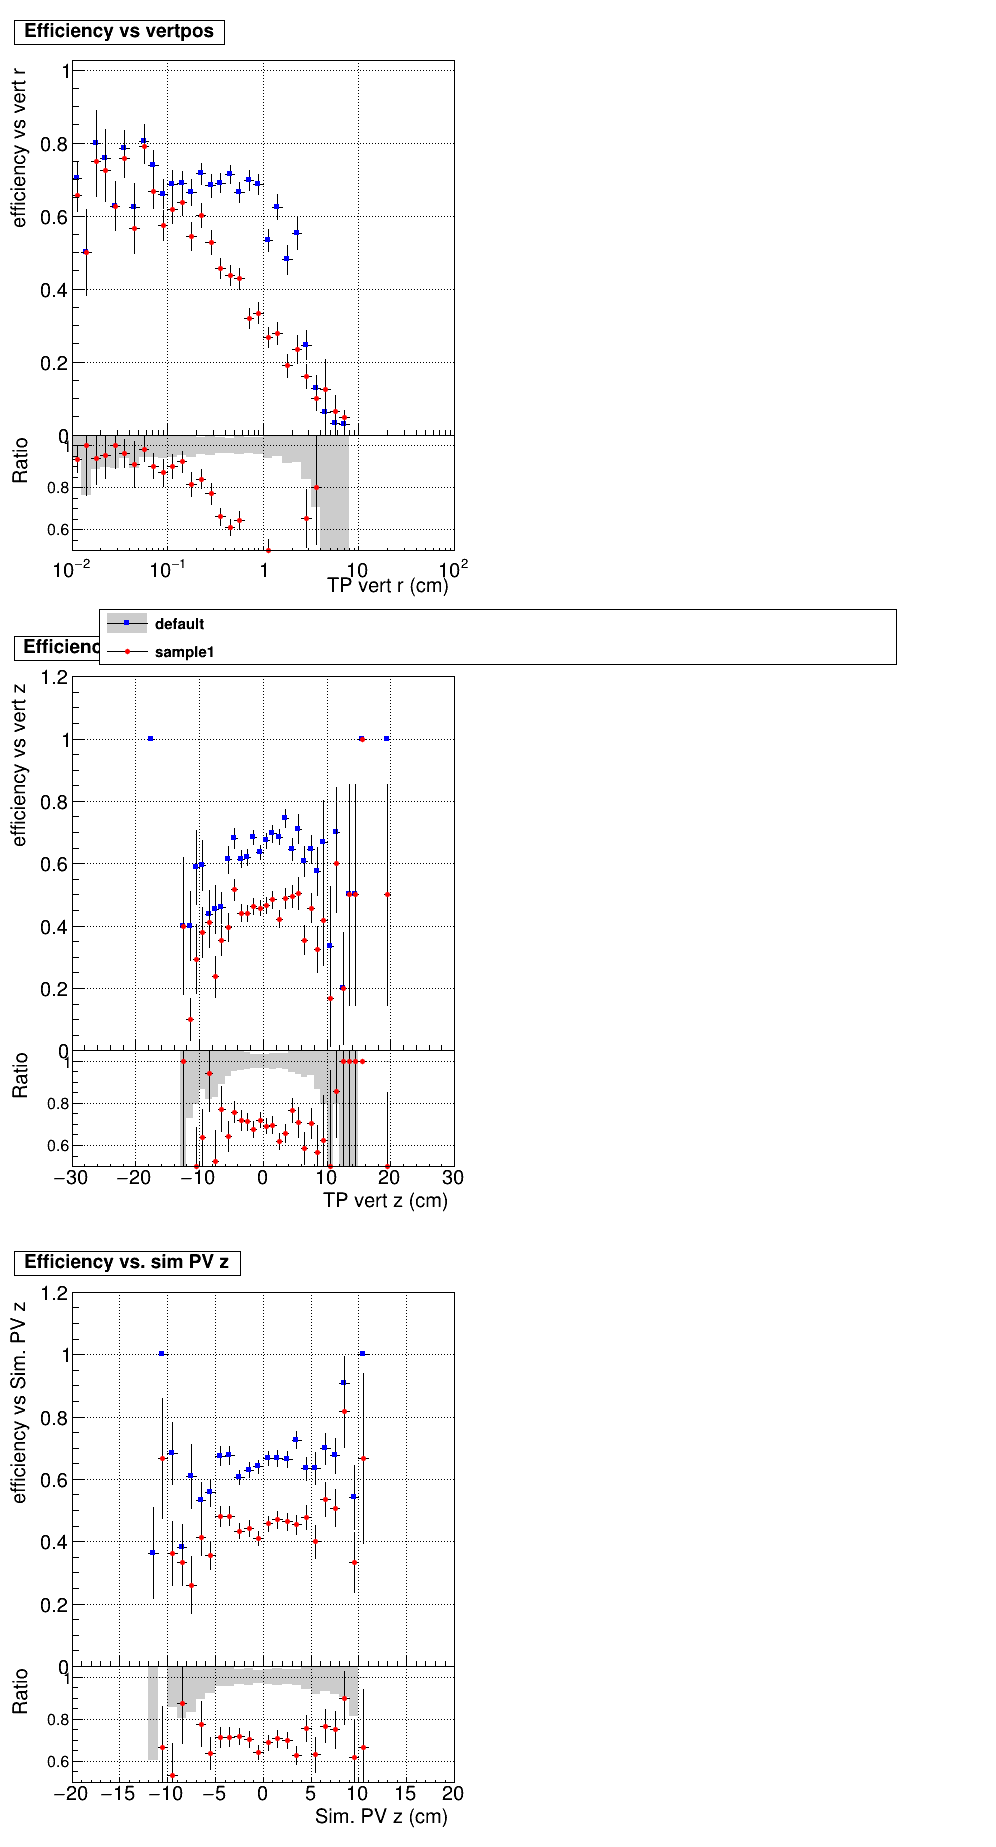 Efficiency vs vertpos
efficiency vs vert r
1
0.8
0.6
0.4
0.2
0
Ratio
1
0.8
0.6
10⁻² 10⁻¹ 1 10 10²
TP vert r (cm)
default
sample1
Efficienc
efficiency vs vert z
1.2
1
0.8
0.6
0.4
0.2
0
Ratio
1
0.8
0.6
−30 −20 −10 0 10 20 30
TP vert z (cm)
Efficiency vs. sim PV z
efficiency vs Sim. PV z
1.2
1
0.8
0.6
0.4
0.2
0
Ratio
1
0.8
0.6
−20 −15 −10 −5 0 5 10 15 20
Sim. PV z (cm)